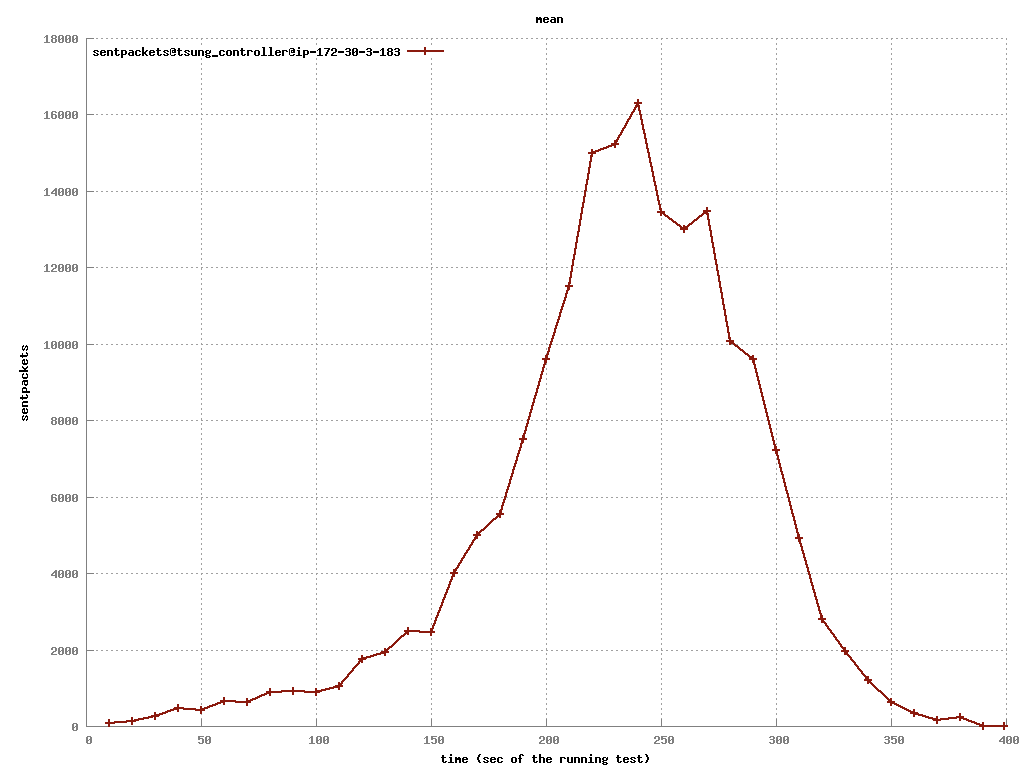 mean
sentpackets@tsung_controller@ip-172-30-3-183
18000
16000
14000
12000
10000
8000
6000
4000
2000
0
sentpackets
0 50 100 150 200 250 300 350 400
time (sec of the running test)